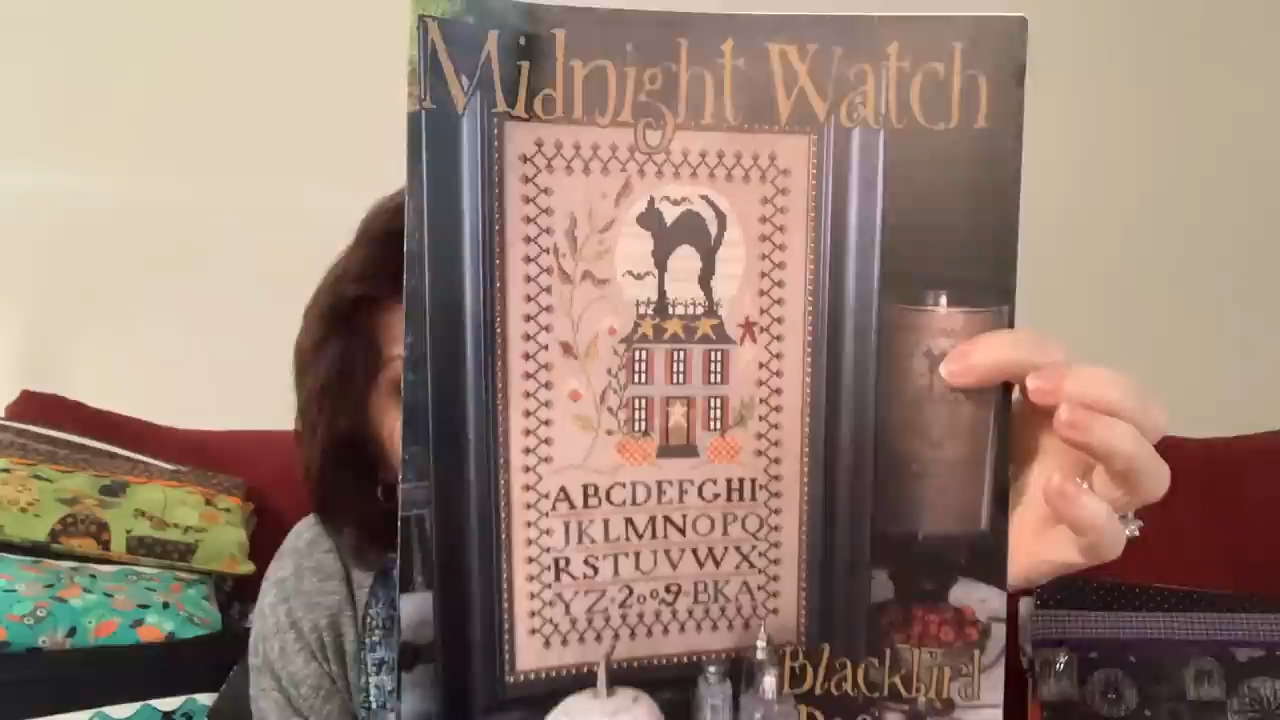 Midnight Watch
ABCDEFGHI
JKLMNOPQ
RSTUVWX
YZ 2009 BKA
Blackbird